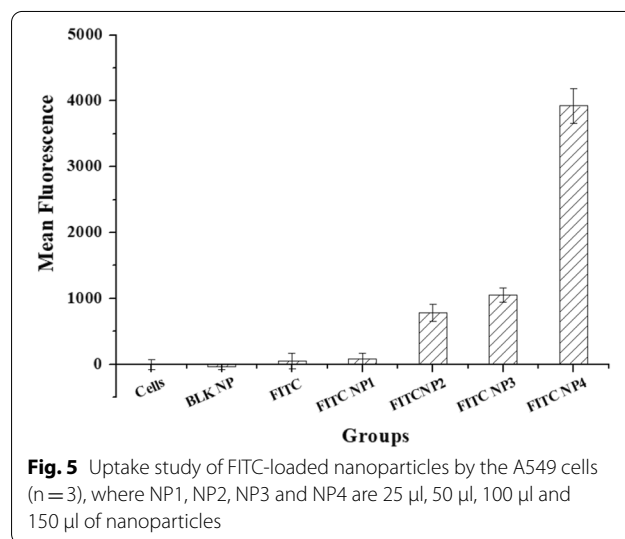 5000
4000
3000
2000
1000
0
Mean Fluorescence
Cells
BLK NP
FITC
FITC NP1
FITCNP2
FITC NP3
FITC NP4
Groups
Fig. 5 Uptake study of FITC-loaded nanoparticles by the A549 cells
(n = 3), where NP1, NP2, NP3 and NP4 are 25 µl, 50 µl, 100 µl and
150 µl of nanoparticles